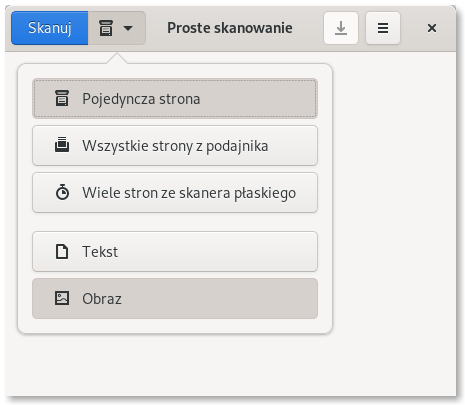 Skanuj
Proste skanowanie
Pojedyncza strona
Wszystkie strony z podajnika
Wiele stron ze skanera płaskiego
Tekst
Obraz